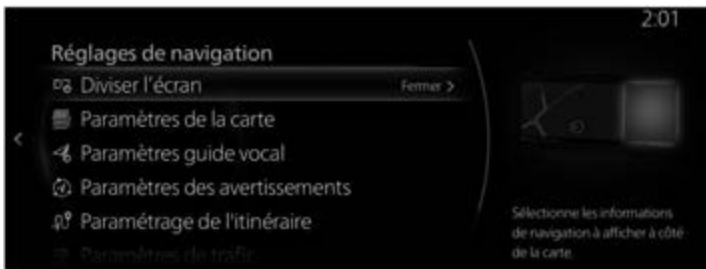 2:01
Réglages de navigation
Diviser l'écran Fermer >
Paramètres de la carte
Paramètres guide vocal
Paramètres des avertissements
Paramétrage de l'itinéraire
Paramètres de trafic
Sélectionne les informations
de navigation à afficher à côté
de la carte.